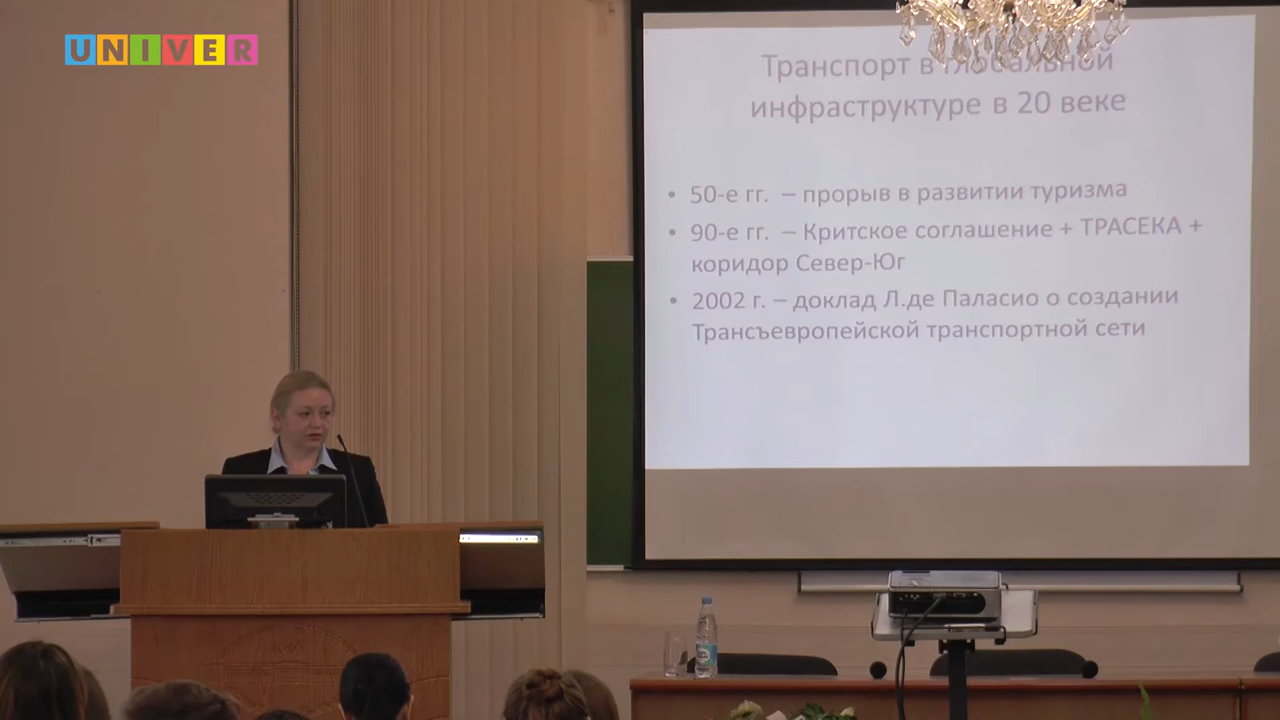 UNIVER
Транспорт в глобальной
инфраструктуре в 20 веке
• 50-е гг. – прорыв в развитии туризма
• 90-е гг. – Критское соглашение + ТРАСЕКА +
коридор Север-Юг
• 2002 г. – доклад Л.де Паласио о создании
Трансъевропейской транспортной сети